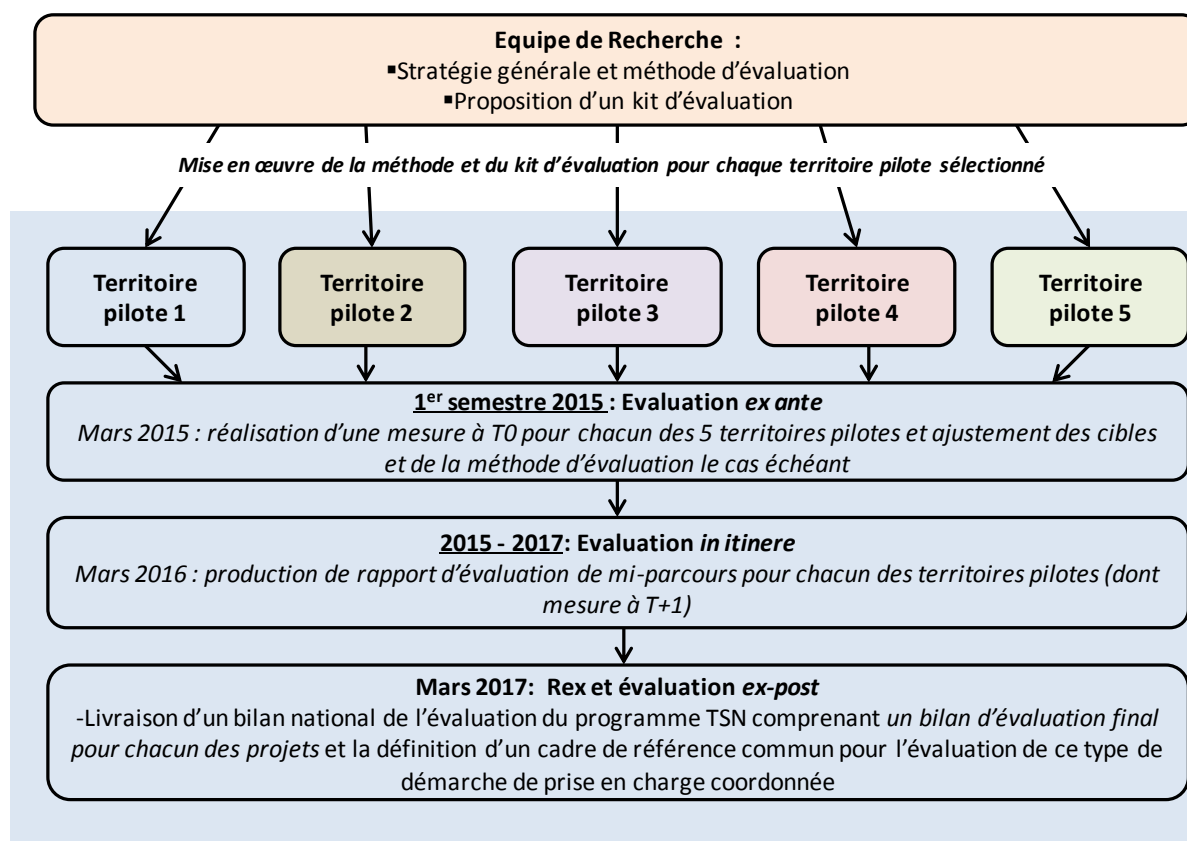 Equipe de Recherche :
▪Stratégie générale et méthode d’évaluation
▪Proposition d’un kit d’évaluation
Mise en œuvre de la méthode et du kit d’évaluation pour chaque territoire pilote sélectionné
Territoire
pilote 1
Territoire
pilote 2
Territoire
pilote 3
Territoire
pilote 4
Territoire
pilote 5
1er semestre 2015 : Evaluation ex ante
Mars 2015 : réalisation d’une mesure à T0 pour chacun des 5 territoires pilotes et ajustement des cibles
et de la méthode d’évaluation le cas échéant
2015 - 2017: Evaluation in itinere
Mars 2016 : production de rapport d’évaluation de mi-parcours pour chacun des territoires pilotes (dont
mesure à T+1)
Mars 2017: Rex et évaluation ex-post
-Livraison d’un bilan national de l’évaluation du programme TSN comprenant un bilan d’évaluation final
pour chacun des projets et la définition d’un cadre de référence commun pour l’évaluation de ce type de
démarche de prise en charge coordonnée